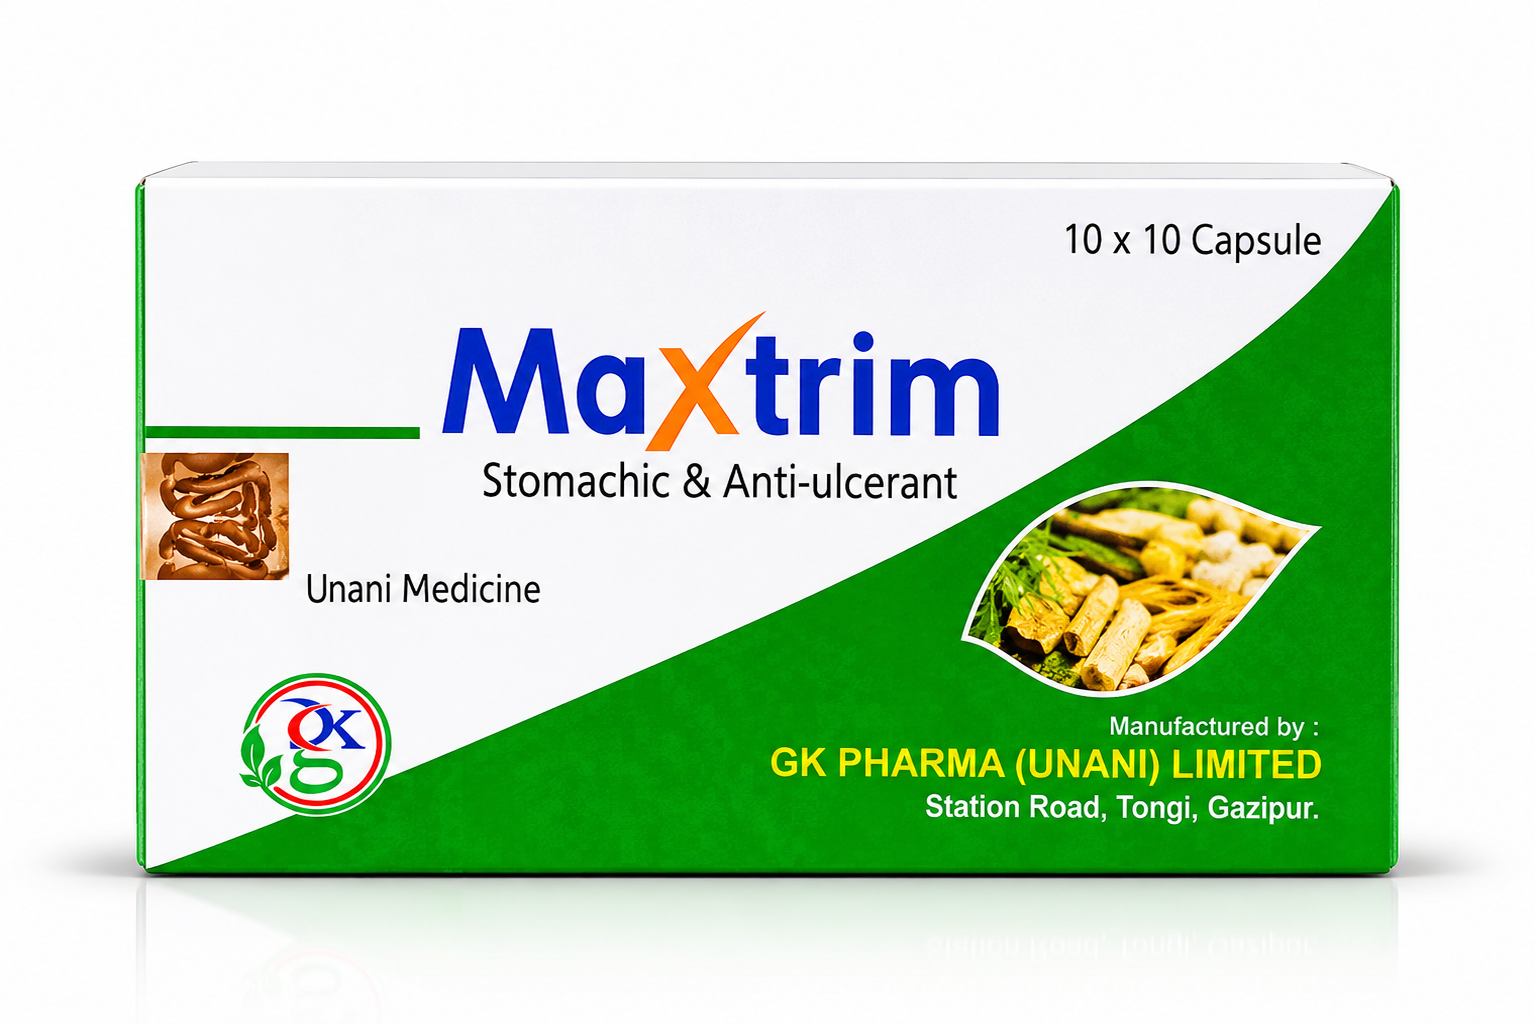 10 x 10 Capsule
Maxtrim
Stomachic & Anti-ulcerant
Unani Medicine
GK
g
Manufactured by :
GK PHARMA (UNANI) LIMITED
Station Road, Tongi, Gazipur.